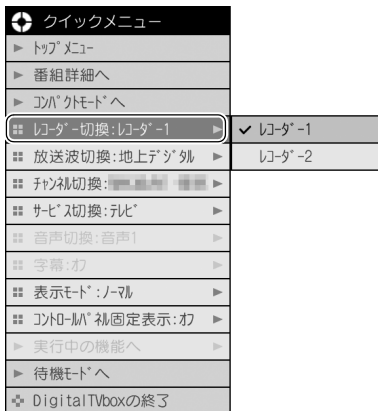 クイックメニュー
トップメニュー
番組詳細へ
コンパクトモードへ
レコーダー切換:レコーダー1
✔ レコーダー1
レコーダー2
放送波切換:地上デジタル
チャンネル切換:
サービス切換:テレビ
音声切換:音声1
字幕:オフ
表示モード:ノーマル
コントロールパネル固定表示:オフ
実行中の機能へ
待機モードへ
DigitalTVboxの終了